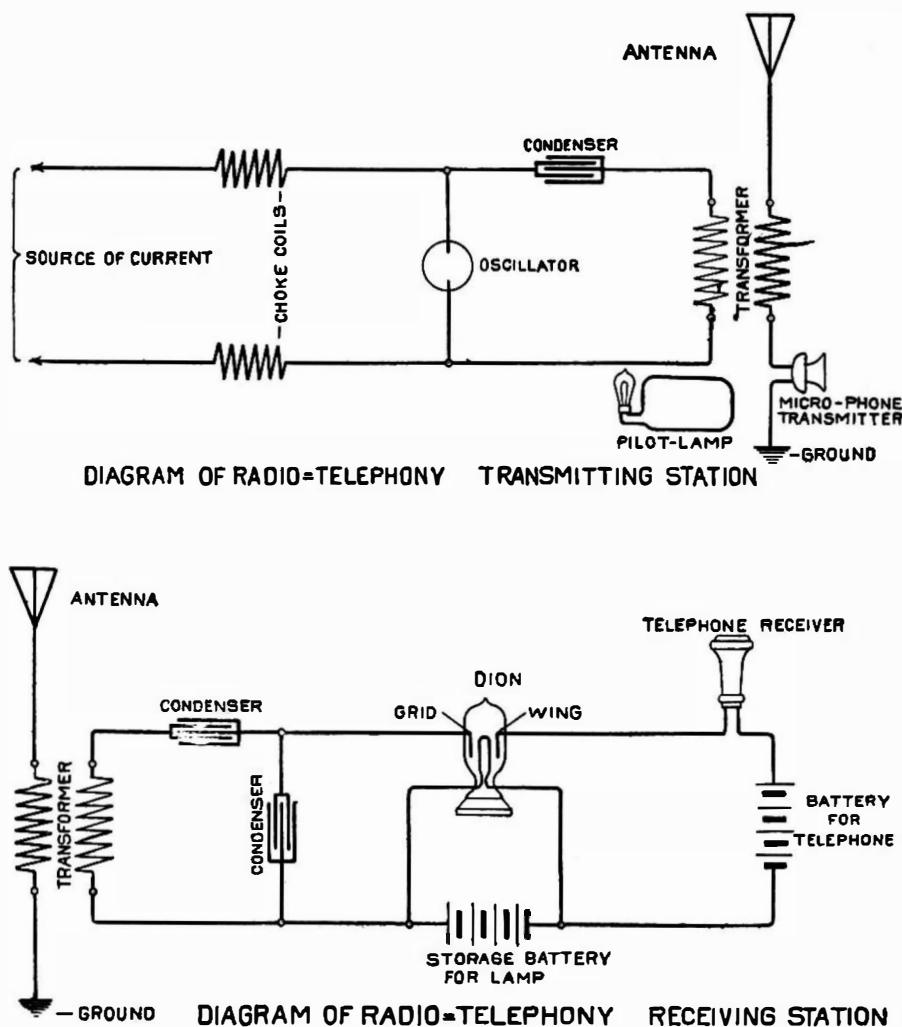 ANTENNA
CONDENSER
SOURCE OF CURRENT
-CHOKE COILS-
OSCILLATOR
TRANSFORMER
MICRO-PHONE
TRANSMITTER
PILOT-LAMP
-GROUND
DIAGRAM OF RADIO=TELEPHONY TRANSMITTING STATION
ANTENNA
TELEPHONE RECEIVER
DION
CONDENSER
GRID
WING
TRANSFORMER
CONDENSER
BATTERY
FOR
TELEPHONE
STORAGE BATTERY
FOR LAMP
-GROUND
DIAGRAM OF RADIO=TELEPHONY RECEIVING STATION